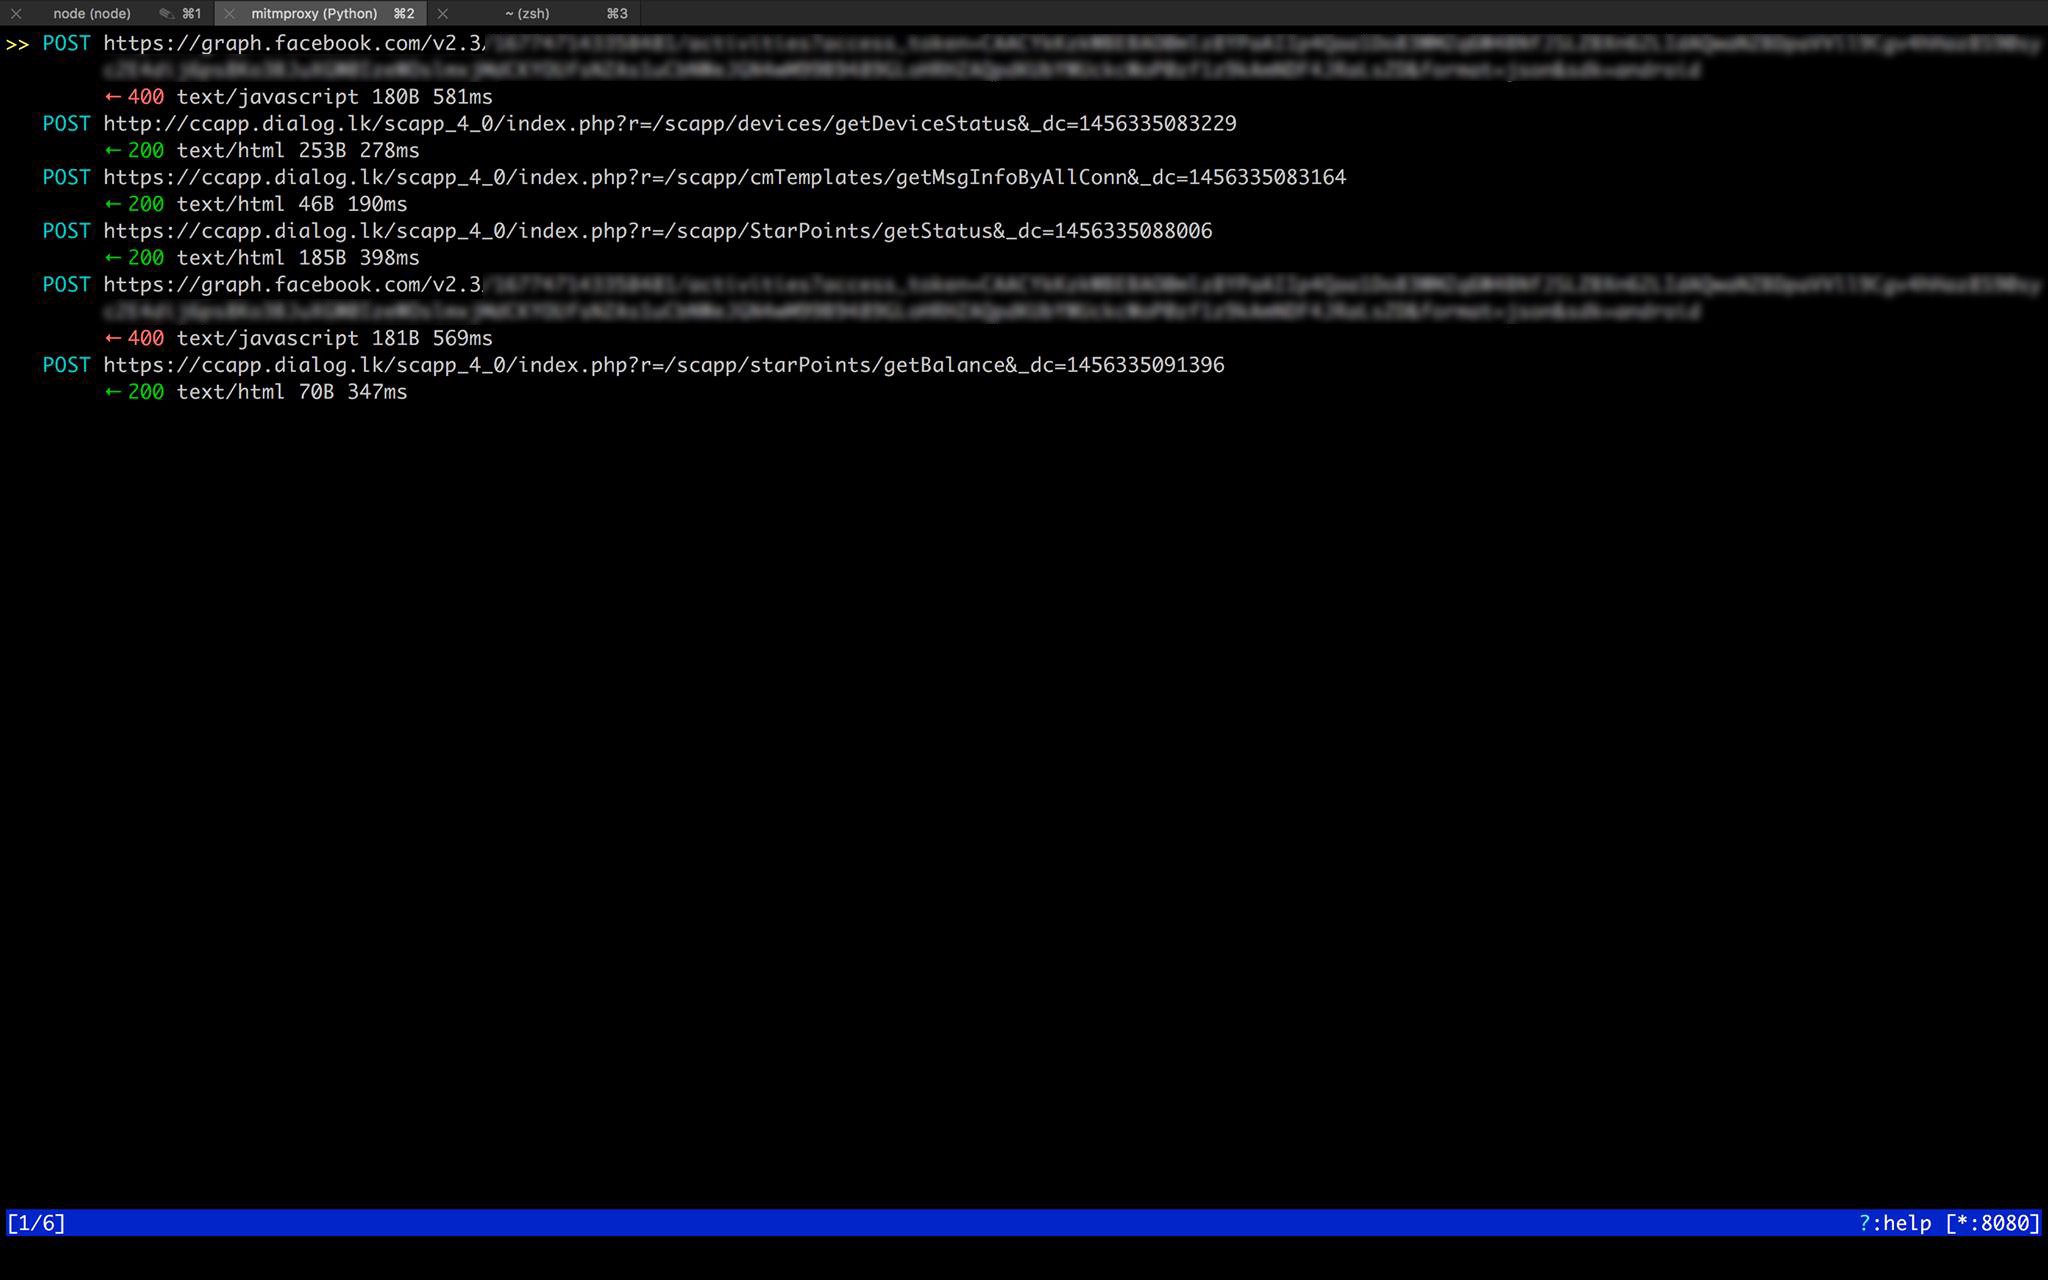 node (node) ⌘1 mitmproxy (Python) ⌘2 ~ (zsh) ⌘3
>> POST https://graph.facebook.com/v2.3/
← 400 text/javascript 180B 581ms
POST http://ccapp.dialog.lk/scapp_4_0/index.php?r=/scapp/devices/getDeviceStatus&_dc=1456335083229
← 200 text/html 253B 278ms
POST https://ccapp.dialog.lk/scapp_4_0/index.php?r=/scapp/cmTemplates/getMsgInfoByAllConn&_dc=1456335083164
← 200 text/html 46B 190ms
POST https://ccapp.dialog.lk/scapp_4_0/index.php?r=/scapp/StarPoints/getStatus&_dc=1456335088006
← 200 text/html 185B 398ms
POST https://graph.facebook.com/v2.3
← 400 text/javascript 181B 569ms
POST https://ccapp.dialog.lk/scapp_4_0/index.php?r=/scapp/starPoints/getBalance&_dc=1456335091396
← 200 text/html 70B 347ms
[1/6] ?:help [*:8080]